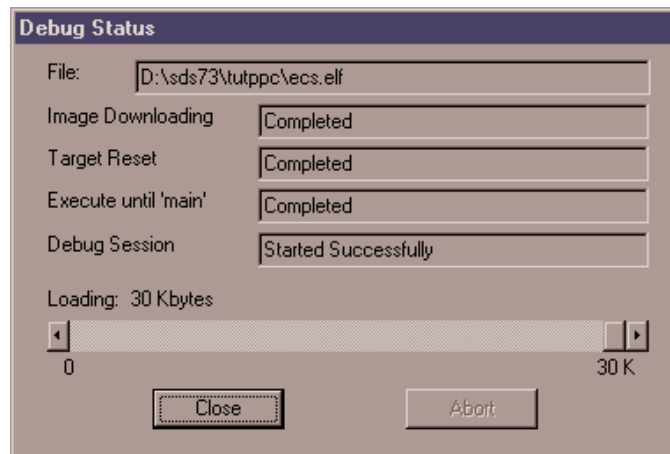 Debug Status
File: D:\sds73\tutppc\ecs.elf
Image Downloading Completed
Target Reset Completed
Execute until 'main' Completed
Debug Session Started Successfully
Loading: 30 Kbytes
0 30 K
Close Abort